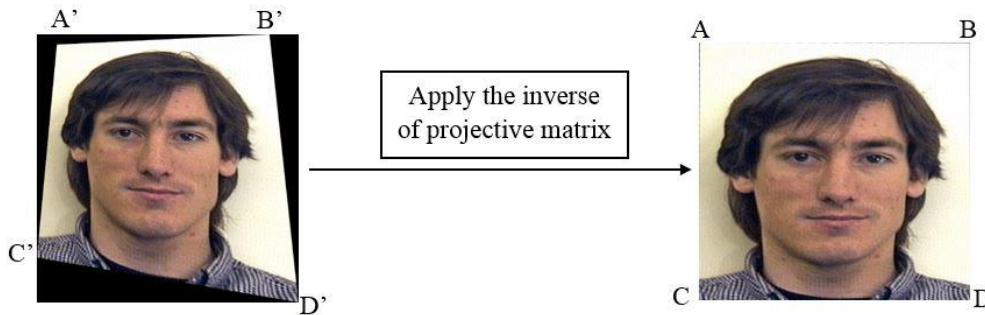 A’ B’
A B
Apply the inverse
of projective matrix
C’
D’
C D